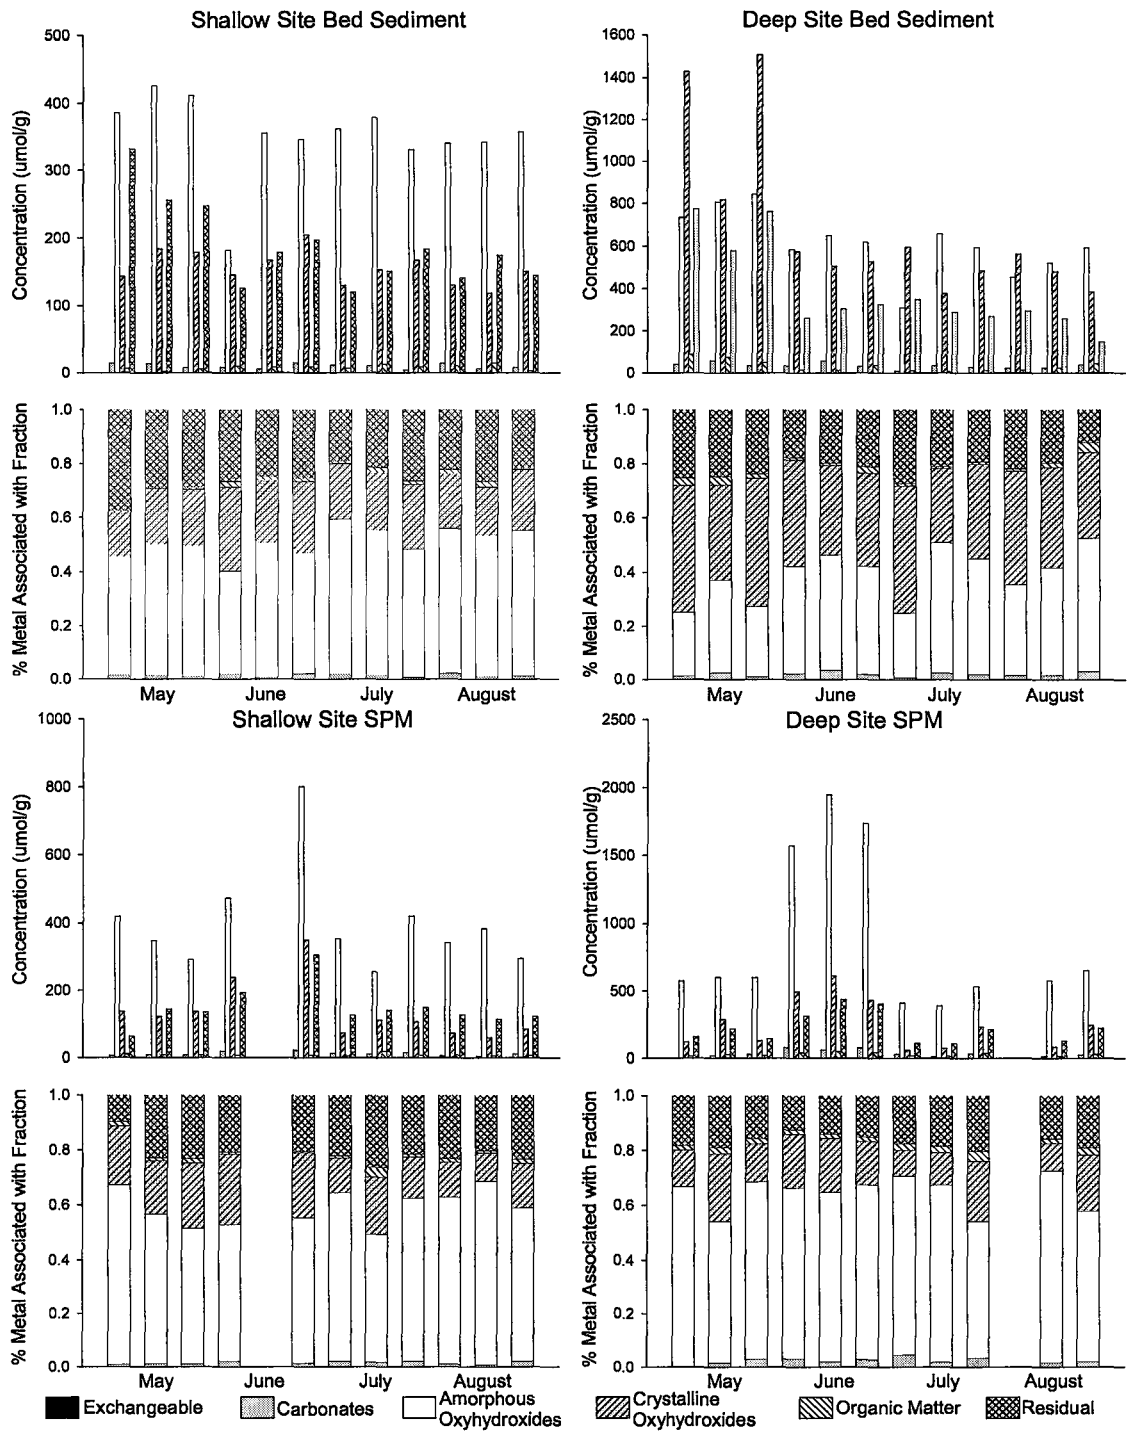 Shallow Site Bed Sediment
Deep Site Bed Sediment
Concentration (umol/g)
500
400
300
200
100
0
Concentration (umol/g)
1600
1400
1200
1000
800
600
400
200
0
% Metal Associated with Fraction
1.0
0.8
0.6
0.4
0.2
0.0
May June July August
% Metal Associated with Fraction
1.0
0.8
0.6
0.4
0.2
0.0
May June July August
Shallow Site SPM
Deep Site SPM
Concentration (umol/g)
1000
800
600
400
200
0
Concentration (umol/g)
2500
2000
1500
1000
500
0
% Metal Associated with Fraction
1.0
0.8
0.6
0.4
0.2
0.0
May June July August
% Metal Associated with Fraction
1.0
0.8
0.6
0.4
0.2
0.0
May June July August
Exchangeable
Carbonates
Amorphous
Oxyhydroxides
Crystalline
Oxyhydroxides
Organic Matter
Residual